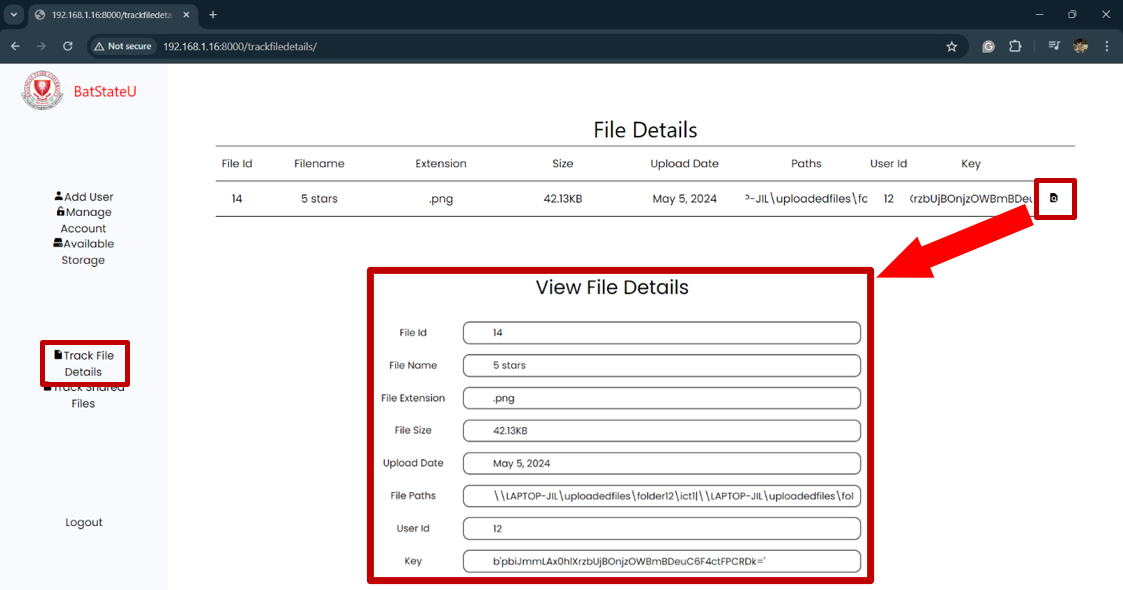 192.168.1.16:8000/trackfiledeta
Not secure 192.168.1.16:8000/trackfiledetails/
BatStateU
Add User
Manage
Account
Available
Storage
Track File
Details
Track Shared
Files
Logout
File Details
File Id Filename Extension Size Upload Date Paths User Id Key
14 5 stars .png 42.13KB May 5, 2024 P-JIL\uploadedfiles\fo 12 XrzbUjBOnjzOWBmBDeu
View File Details
File Id 14
File Name 5 stars
File Extension .png
File Size 42.13KB
Upload Date May 5, 2024
File Paths \\LAPTOP-JIL\uploadedfiles\folder12\ict1|\\LAPTOP-JIL\uploadedfiles\fol
User Id 12
Key b'pbiJmmLAx0hIXrzbUjBOnjzOWBmBDeuC6F4ctFPCRDk='